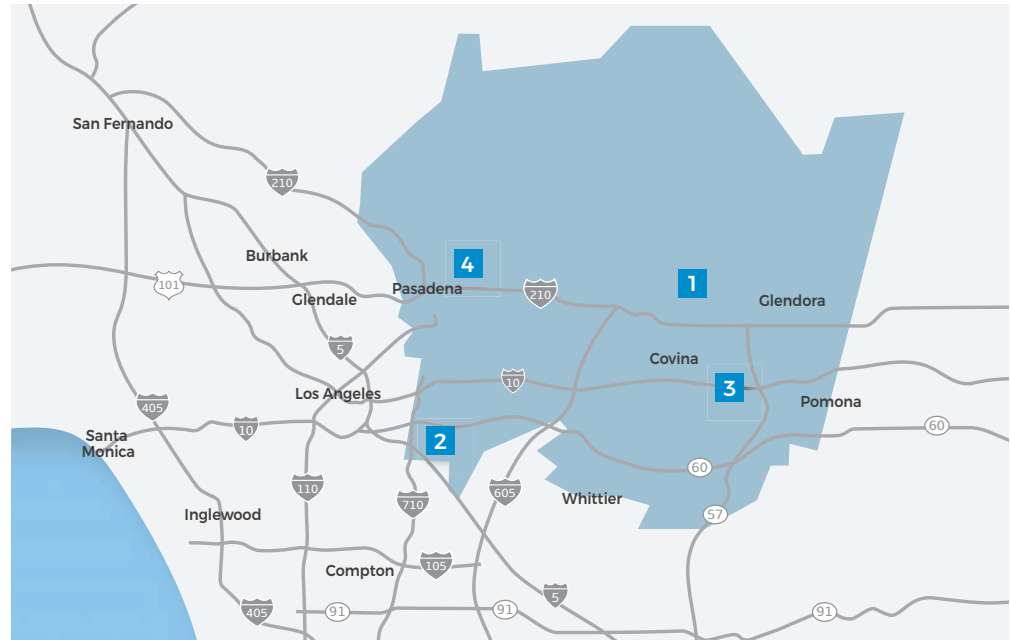 San Fernando
210
Burbank
4
101
Pasadena
1
210
Glendale
Glendora
5
Covina
10
3
Los Angeles
405
Pomona
10
60
Santa
Monica
2
60
110
605
Whittier
710
Inglewood
57
105
Compton
5
405
91
91
91